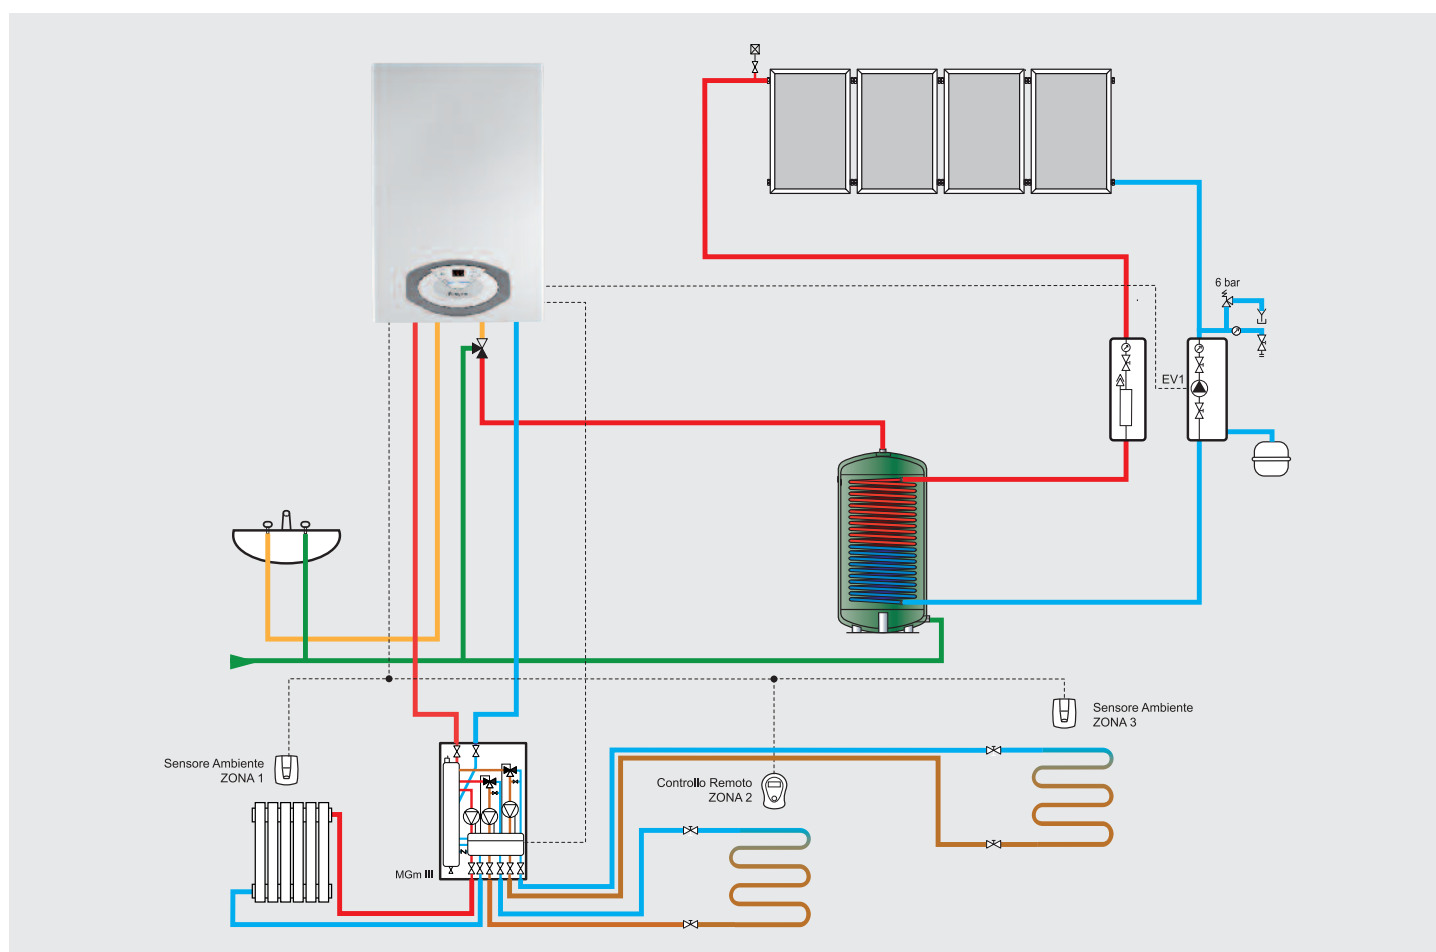 6 bar
EV1
Sensore Ambiente
ZONA 3
Sensore Ambiente
ZONA 1
Controllo Remoto
ZONA 2
MGm III